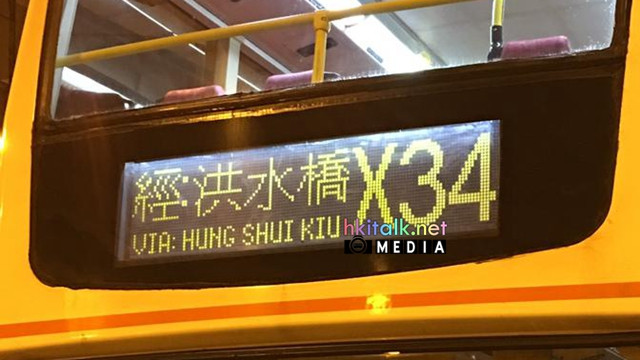 經:洪水橋 X34
VIA: HUNG SHUI KIU
hkitalk.net
MEDIA